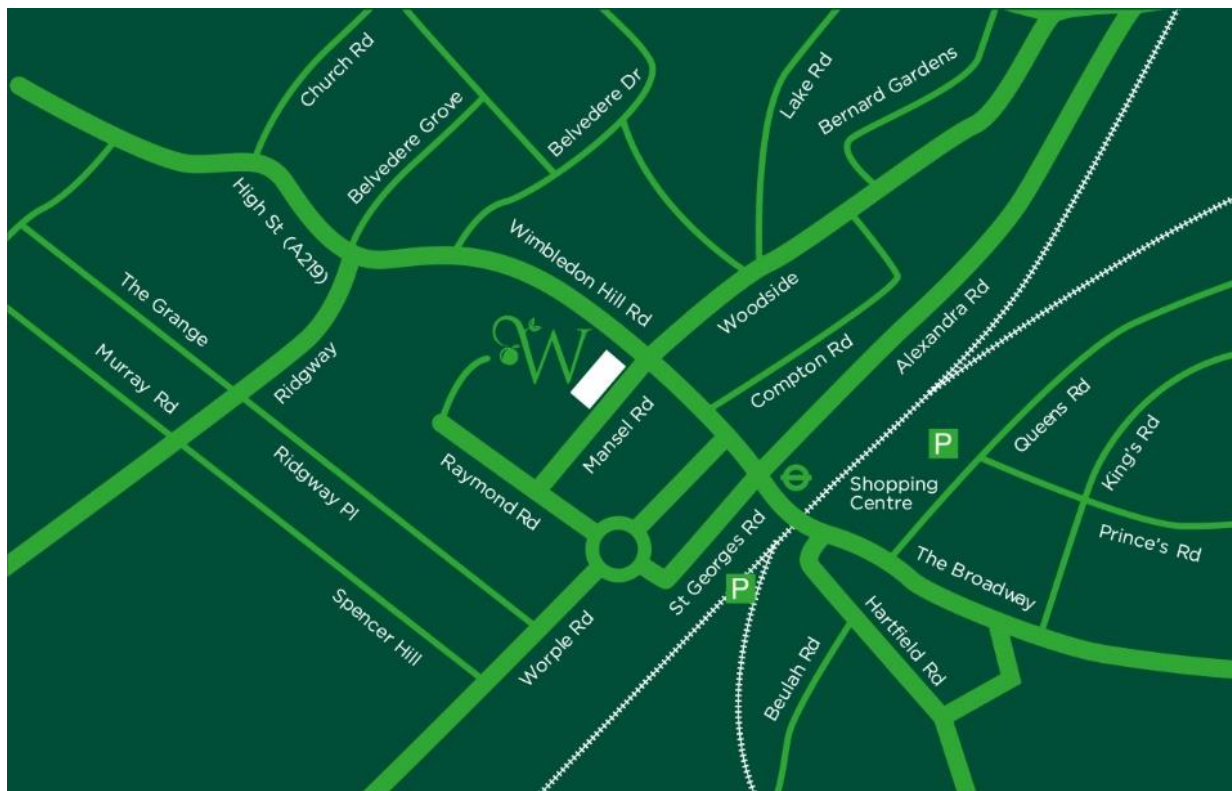 Church Rd
Lake Rd
Bernard Gardens
Belvedere Dr
Belvedere Grove
High St (A219)
Wimbledon Hill Rd
The Grange
Woodside
Alexandra Rd
Murray Rd
Ridgway
W
Compton Rd
Mansel Rd
Queens Rd
King's Rd
P
Raymond Rd
Ridgway Pl
Shopping
Centre
Prince's Rd
St Georges Rd
The Broadway
P
Spencer Hill
Worple Rd
Hartfield Rd
Beulah Rd